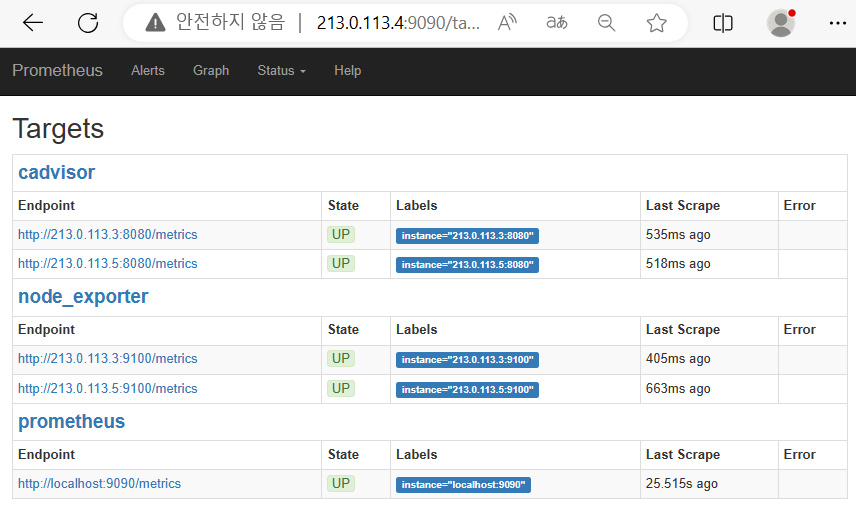 안전하지 않음 | 213.0.113.4:9090/ta... A あ
Prometheus Alerts Graph Status Help
Targets
cadvisor
Endpoint State Labels Last Scrape Error
http://213.0.113.3:8080/metrics UP instance="213.0.113.3:8080" 535ms ago
http://213.0.113.5:8080/metrics UP instance="213.0.113.5:8080" 518ms ago
node_exporter
Endpoint State Labels Last Scrape Error
http://213.0.113.3:9100/metrics UP instance="213.0.113.3:9100" 405ms ago
http://213.0.113.5:9100/metrics UP instance="213.0.113.5:9100" 663ms ago
prometheus
Endpoint State Labels Last Scrape Error
http://localhost:9090/metrics UP instance="localhost:9090" 25.515s ago